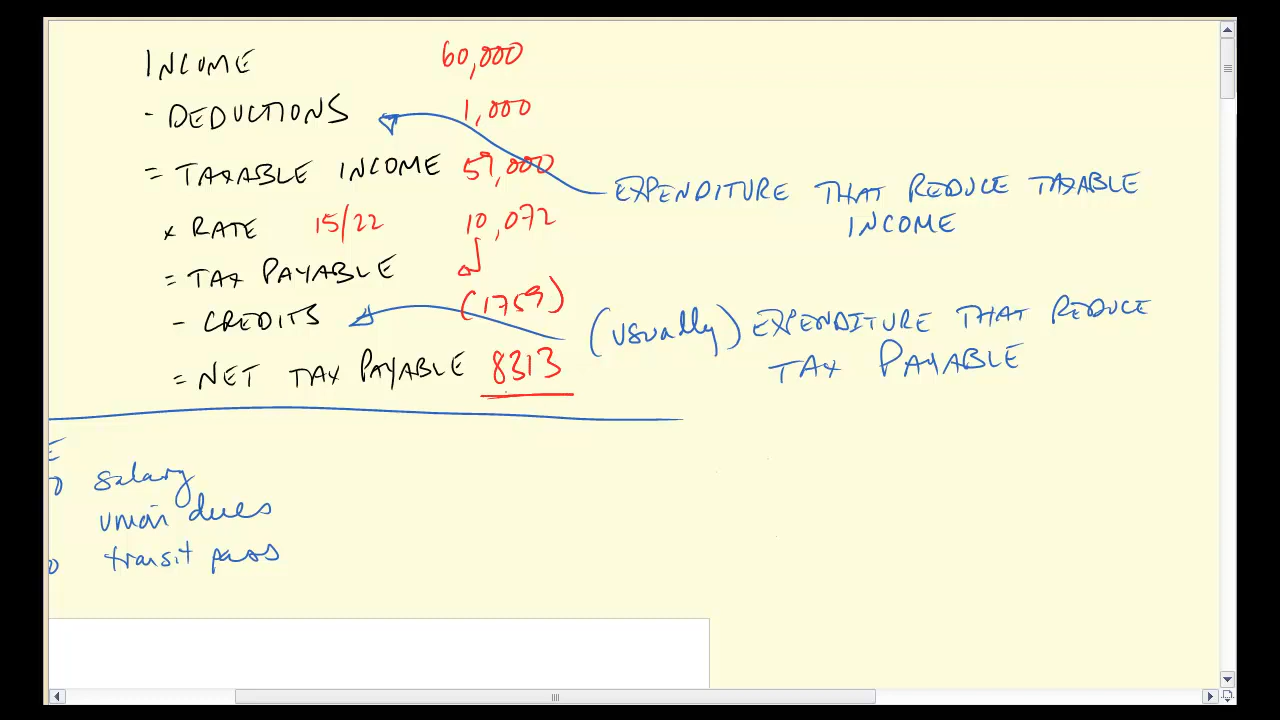 INCOME 60,000
- DEDUCTIONS 1,000
= TAXABLE INCOME 59,000
EXPENDITURE THAT REDUCE TAXABLE
INCOME
x RATE 15/22 10,072
= TAX PAYABLE
- CREDITS (1759)
(usually) EXPENDITURE THAT REDUCE
TAX PAYABLE
= NET TAX PAYABLE 8313
salary
union dues
transit pass